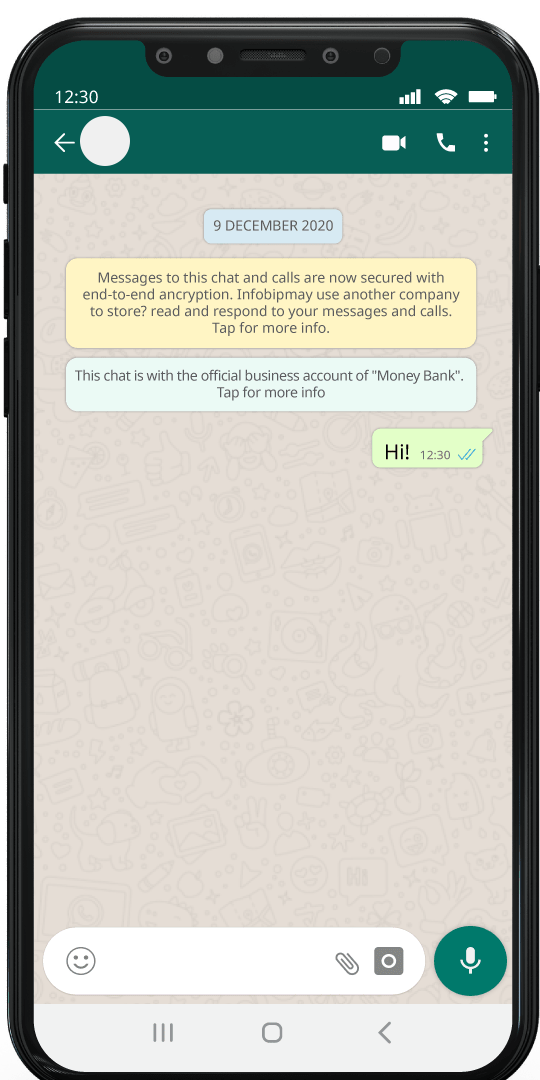 12:30
9 DECEMBER 2020
Messages to this chat and calls are now secured with
end-to-end ancryption. Infobipmay use another company
to store? read and respond to your messages and calls.
Tap for more info.
This chat is with the official business account of "Money Bank".
Tap for more info
Hi! 12:30